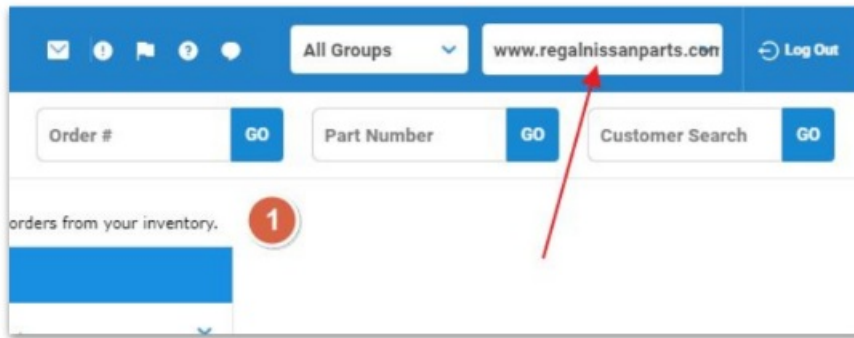 All Groups www.regalnissanparts.com Log Out
Order # GO Part Number GO Customer Search GO
orders from your inventory. 1